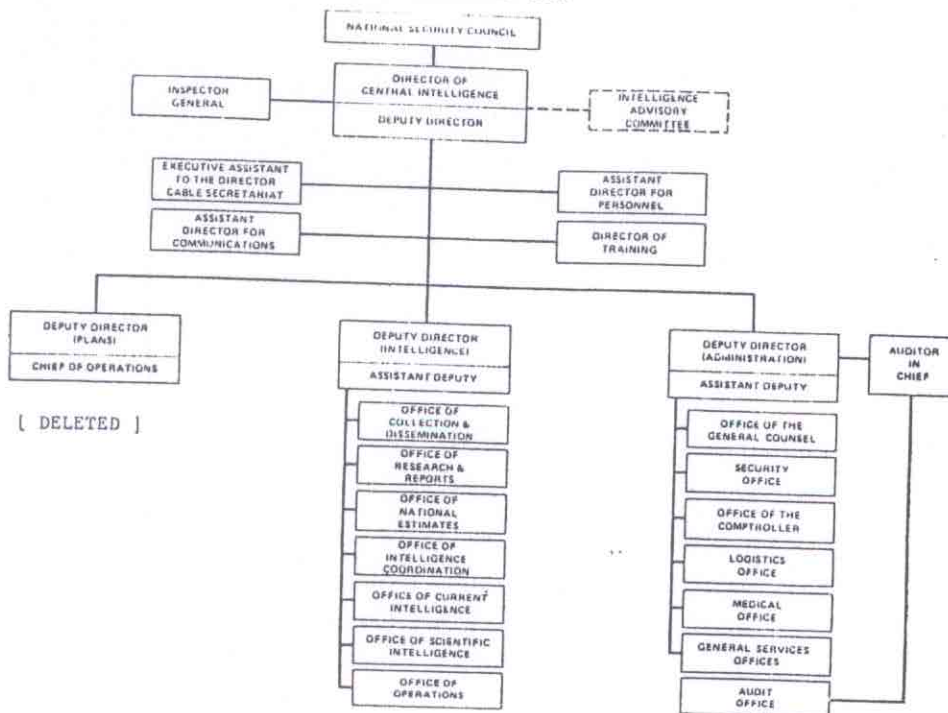 NATIONAL SECURITY COUNCIL
DIRECTOR OF
CENTRAL INTELLIGENCE
DEPUTY DIRECTOR
INSPECTOR
GENERAL
INTELLIGENCE
ADVISORY
COMMITTEE
EXECUTIVE ASSISTANT
TO THE DIRECTOR
CABLE SECRETARIAT
ASSISTANT
DIRECTOR FOR
PERSONNEL
ASSISTANT
DIRECTOR FOR
COMMUNICATIONS
DIRECTOR OF
TRAINING
DEPUTY DIRECTOR
(PLANS)
CHIEF OF OPERATIONS
[ DELETED ]
DEPUTY DIRECTOR
(INTELLIGENCE)
ASSISTANT DEPUTY
OFFICE OF
COLLECTION &
DISSEMINATION
OFFICE OF
RESEARCH &
REPORTS
OFFICE OF
NATIONAL
ESTIMATES
OFFICE OF
INTELLIGENCE
COORDINATION
OFFICE OF CURRENT
INTELLIGENCE
OFFICE OF SCIENTIFIC
INTELLIGENCE
OFFICE OF
OPERATIONS
DEPUTY DIRECTOR
(ADMINISTRATION)
ASSISTANT DEPUTY
AUDITOR
IN
CHIEF
OFFICE OF THE
GENERAL COUNSEL
SECURITY
OFFICE
OFFICE OF THE
COMPTROLLER
LOGISTICS
OFFICE
MEDICAL
OFFICE
GENERAL SERVICES
OFFICES
AUDIT
OFFICE